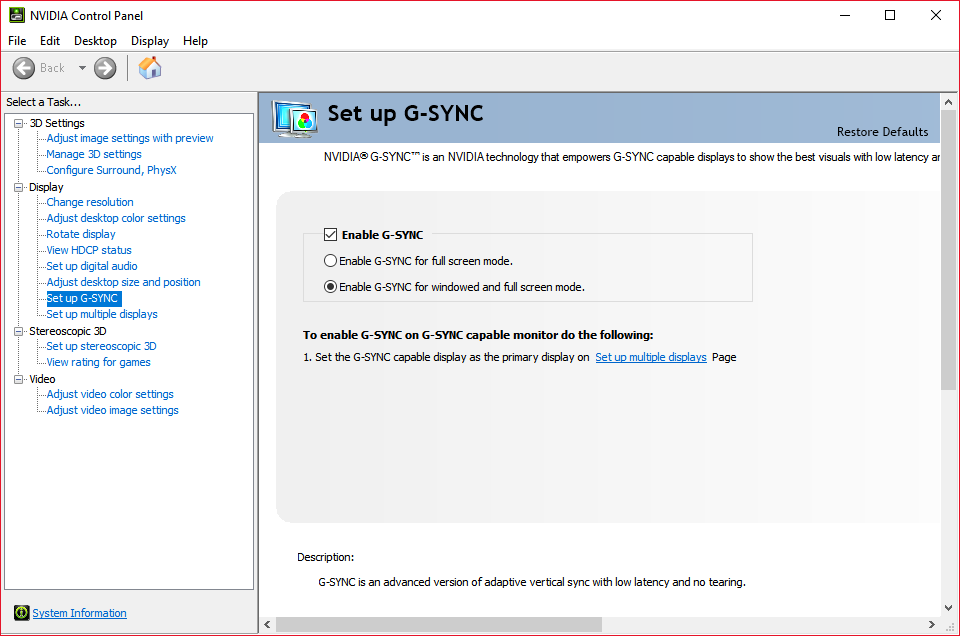 NVIDIA Control Panel
File Edit Desktop Display Help
Back
Select a Task...
3D Settings
Adjust image settings with preview
Manage 3D settings
Configure Surround, PhysX
Display
Change resolution
Adjust desktop color settings
Rotate display
View HDCP status
Set up digital audio
Adjust desktop size and position
Set up G-SYNC
Set up multiple displays
Stereoscopic 3D
Set up stereoscopic 3D
View rating for games
Video
Adjust video color settings
Adjust video image settings
System Information
Set up G-SYNC
Restore Defaults
NVIDIA® G-SYNC™ is an NVIDIA technology that empowers G-SYNC capable displays to show the best visuals with low latency
Enable G-SYNC
Enable G-SYNC for full screen mode.
Enable G-SYNC for windowed and full screen mode.
To enable G-SYNC on G-SYNC capable monitor do the following:
1. Set the G-SYNC capable display as the primary display on Set up multiple displays Page
Description:
G-SYNC is an advanced version of adaptive vertical sync with low latency and no tearing.